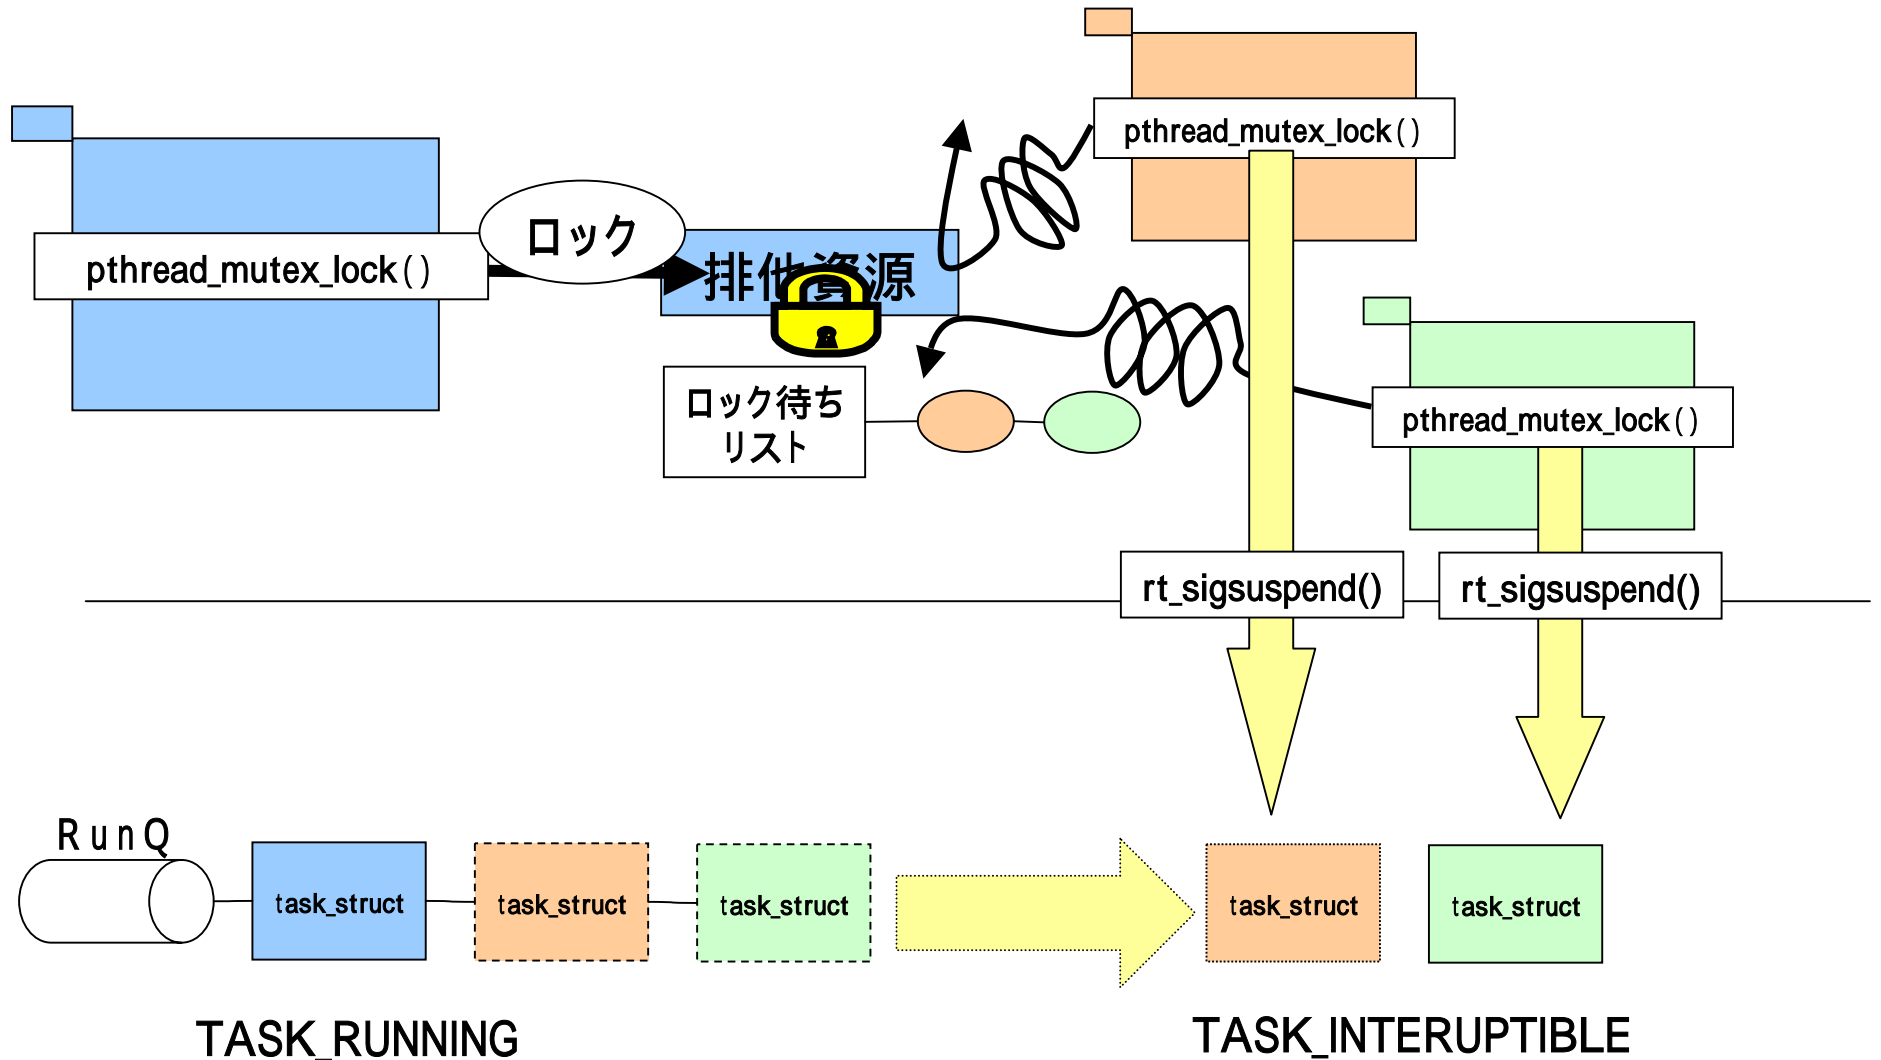 pthread_mutex_lock()
pthread_mutex_lock()
ロック
排他資源
ロック待ち
リスト
pthread_mutex_lock()
rt_sigsuspend()
rt_sigsuspend()
RunQ
task_struct
task_struct
task_struct
task_struct
task_struct
TASK_RUNNING
TASK_INTERUPTIBLE